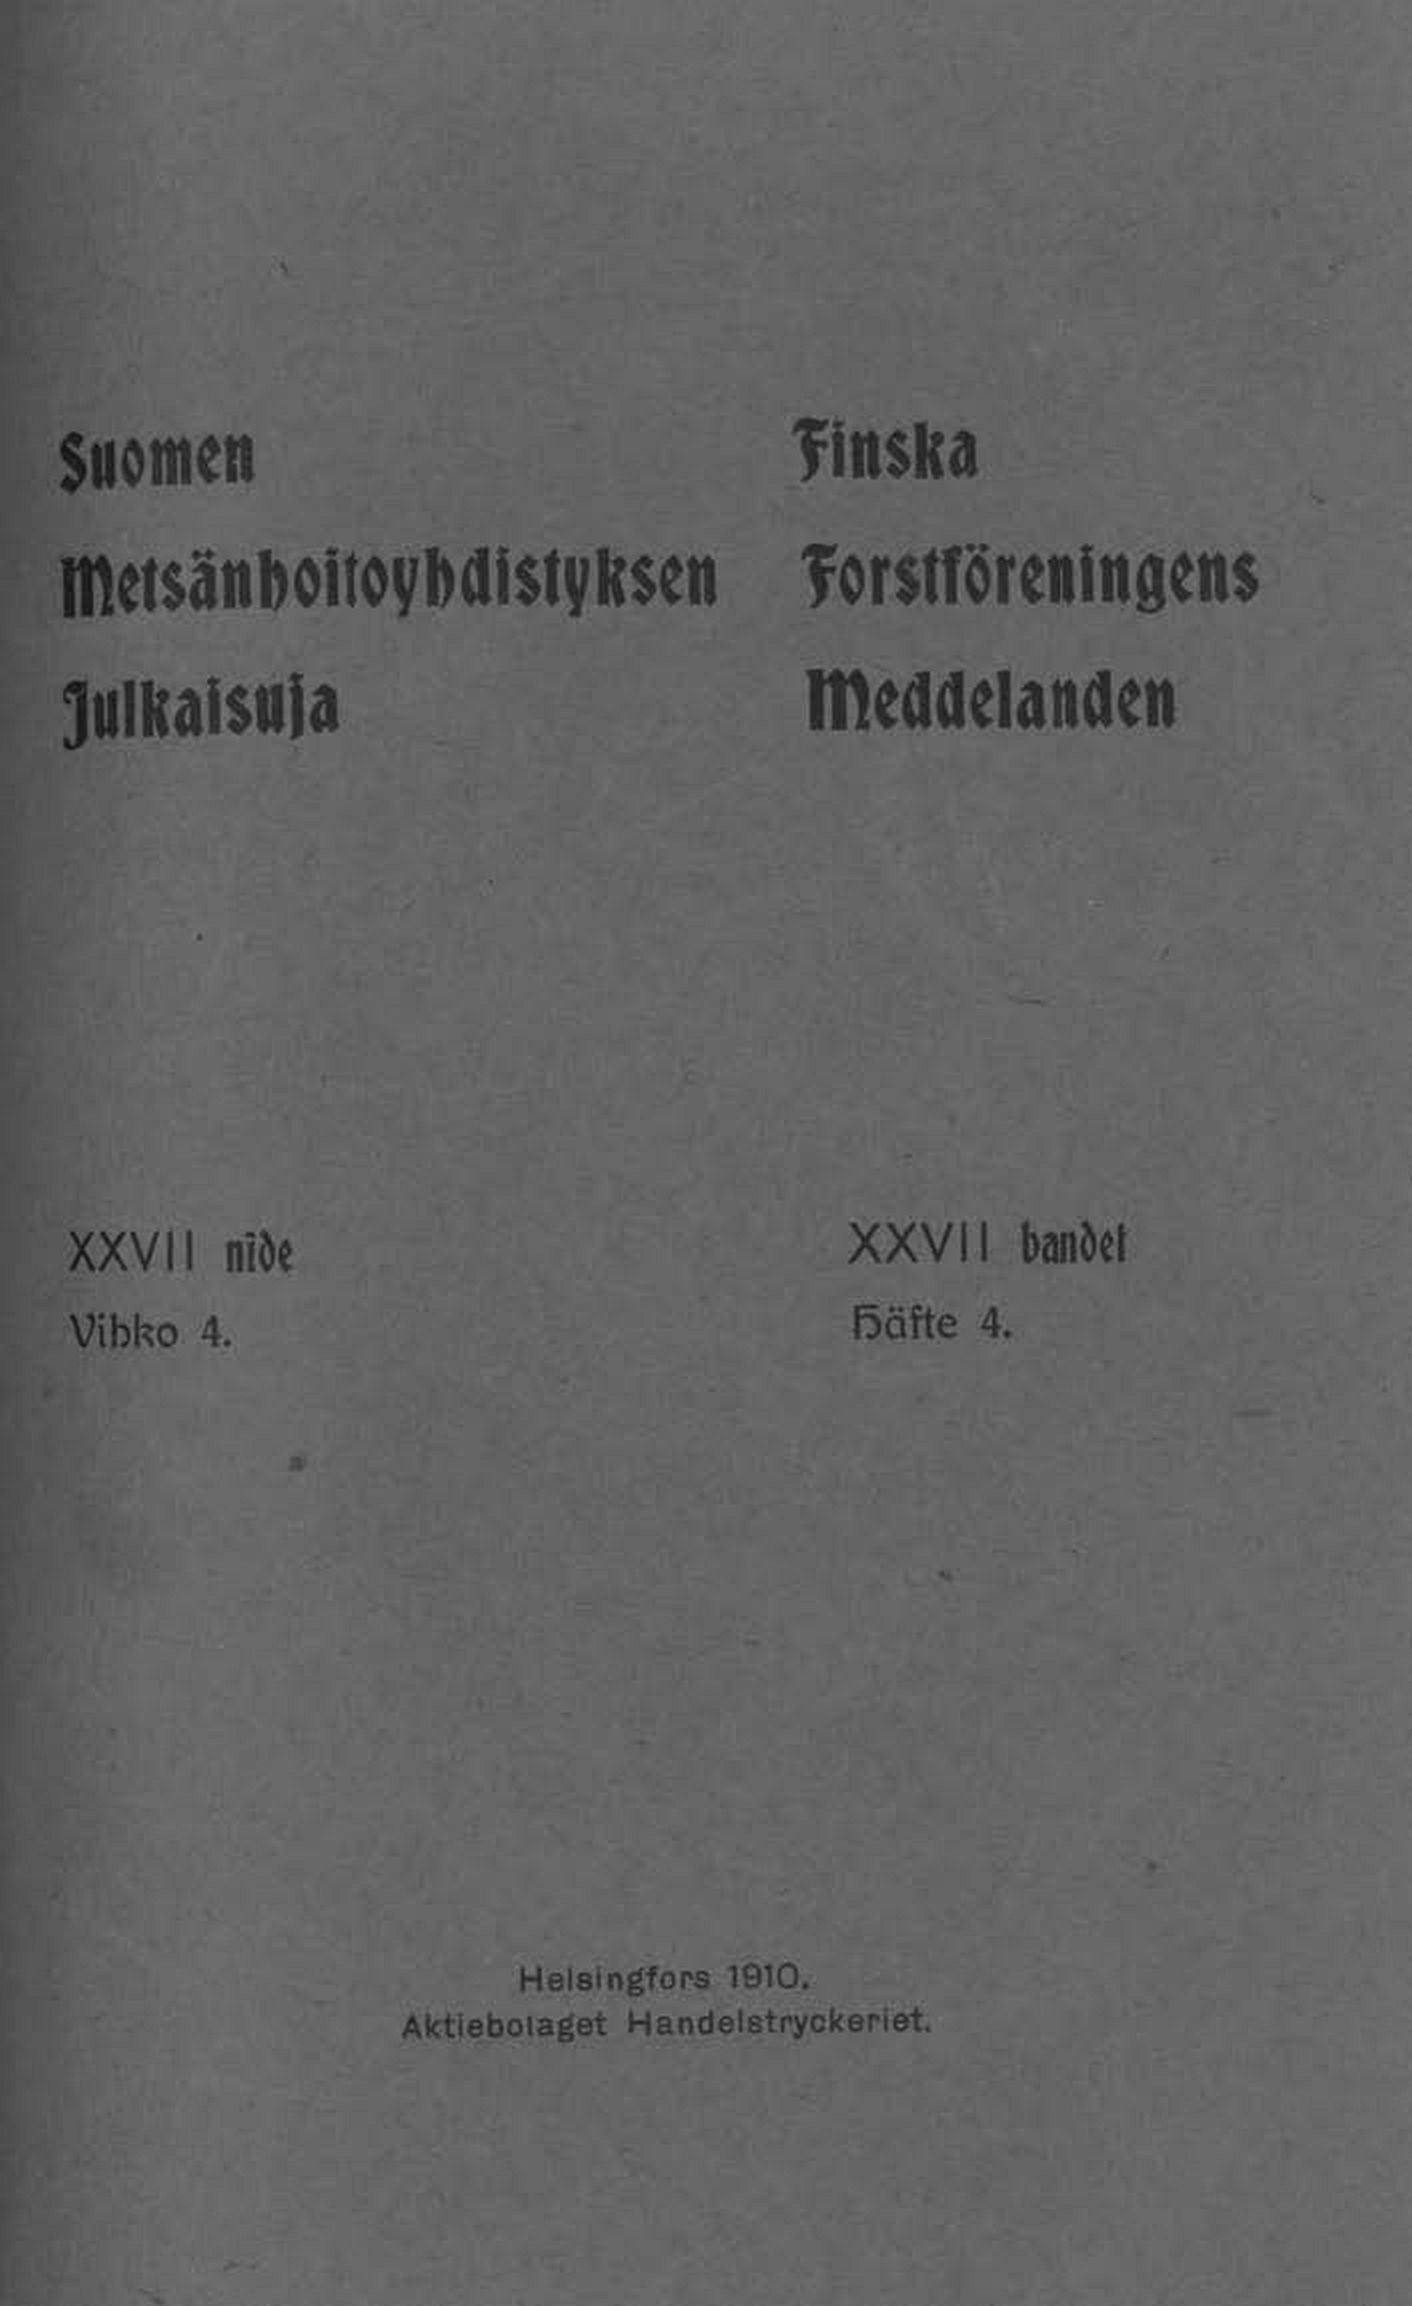 Suomen
Metsänhoitoyhdistyksen
Julkaisuja
Finska
Forstföreningens
Meddelanden
XXVII nide
Vihko 4.
XXVII bandet
Häfte 4.
Helsingfors 1910.
Aktiebolaget Handelstryckeriet.